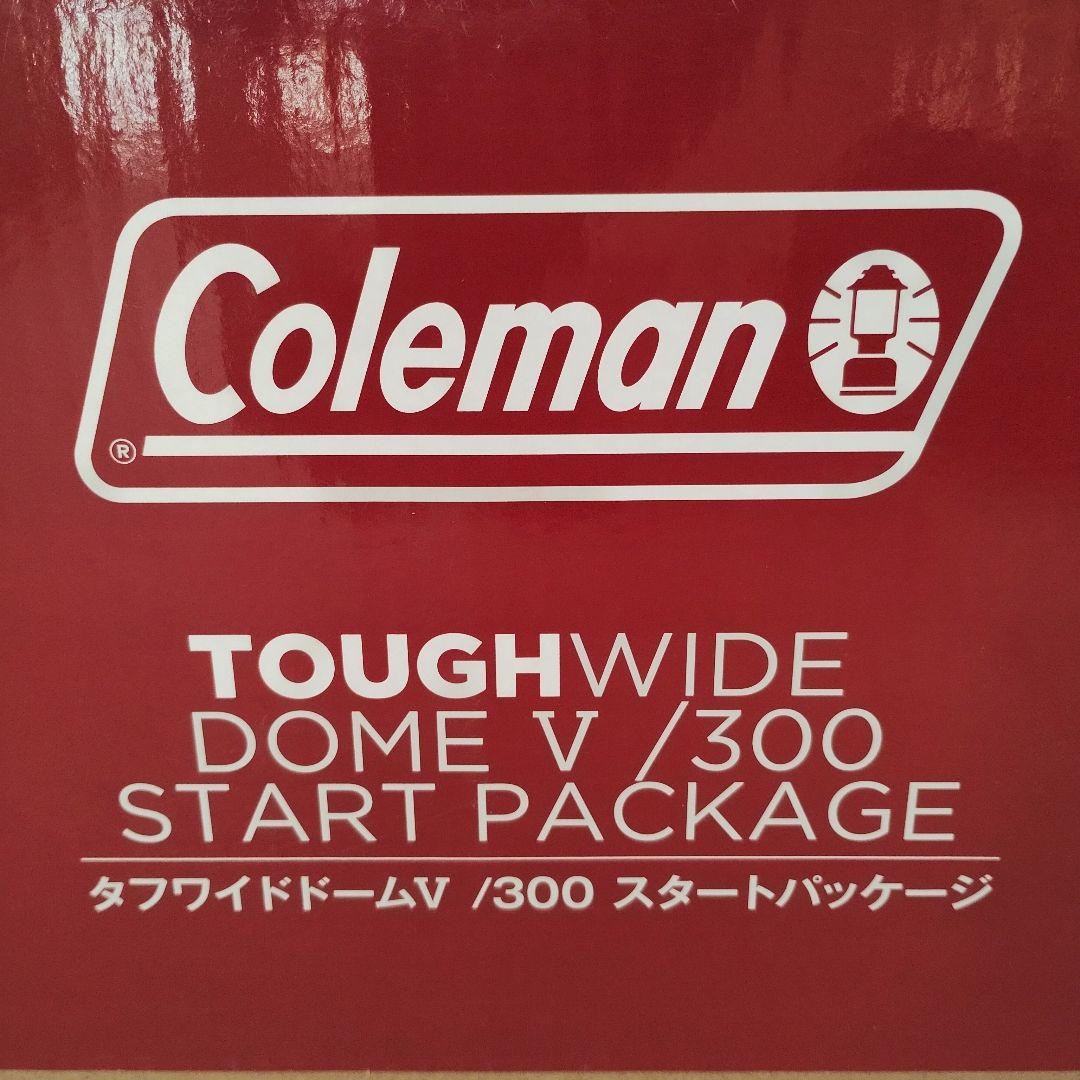 Coleman
®
TOUGHWIDE
DOME V /300
START PACKAGE
タフワイドドームV /300 スタートパッケージ